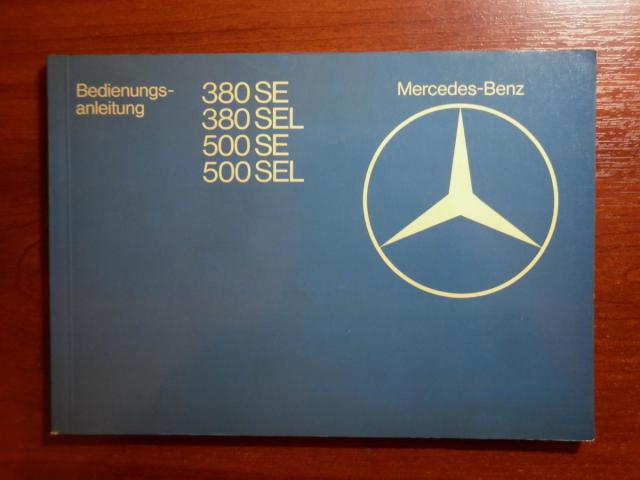 Bedienungs-
anleitung
380 SE
380 SEL
500 SE
500 SEL
Mercedes-Benz